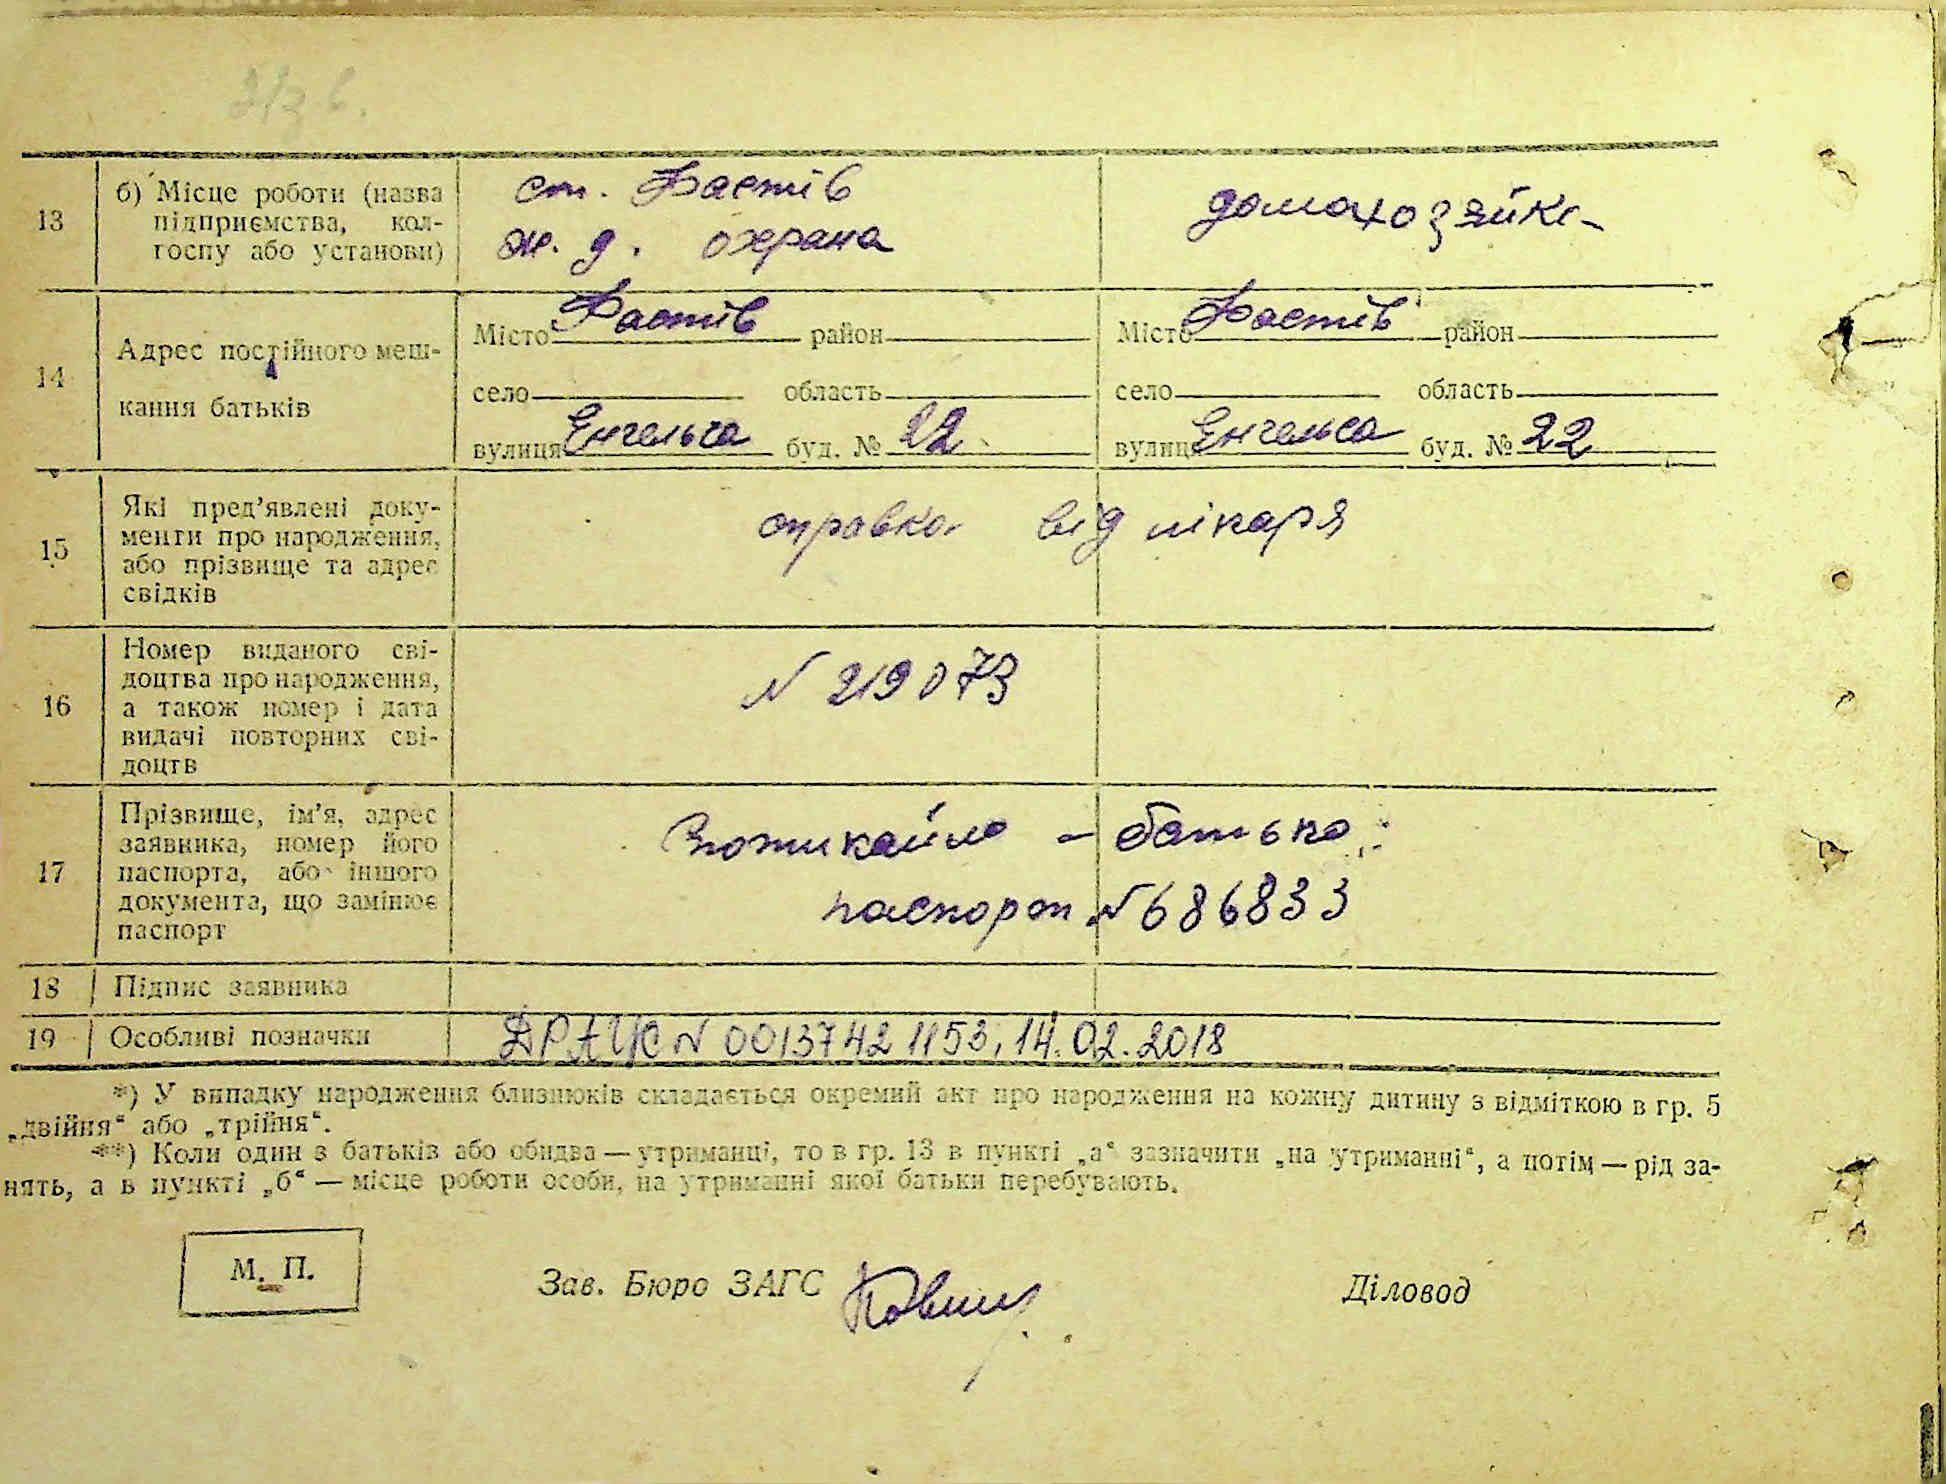 13
б) Місце роботи (назва
підприємства, кол-
госпу або установи)
ст. Фастів
ж. д. охрана
домахозяйка
14
Адрес постійного меш-
кання батьків
Місто Фастів район
село область
вулиця Енгельса буд. № 22
Місто Фастів район
село область
вулиця Енгельса буд. № 22
15
Які пред’явлені доку-
менти про народження,
або прізвище та адрес
свідків
справка від лікаря
16
Номер виданого сві-
доцтва про народження,
а також номер і дата
видачі повторних сві-
доцтв
N 219073
17
Прізвище, ім’я, адрес
заявника, номер його
паспорта, або іншого
документа, що замінює
паспорт
– батько
паспорт N 686833
18 Підпис заявника
19 Особливі позначки
ДРАЦС N 00137421153, 14.02.2018
*) У випадку народження близнюків складається окремий акт про народження на кожну дитину з відміткою в гр. 5
„двійня“ або „трійня“.
**) Коли один з батьків або обидва — утриманці, то в гр. 13 в пункті „а“ зазначити „на утриманні“, а потім — рід за-
нять, а в пункті „б“ — місце роботи особи, на утриманні якої батьки перебувають.
М. П.
Зав. Бюро ЗАГС
Діловод